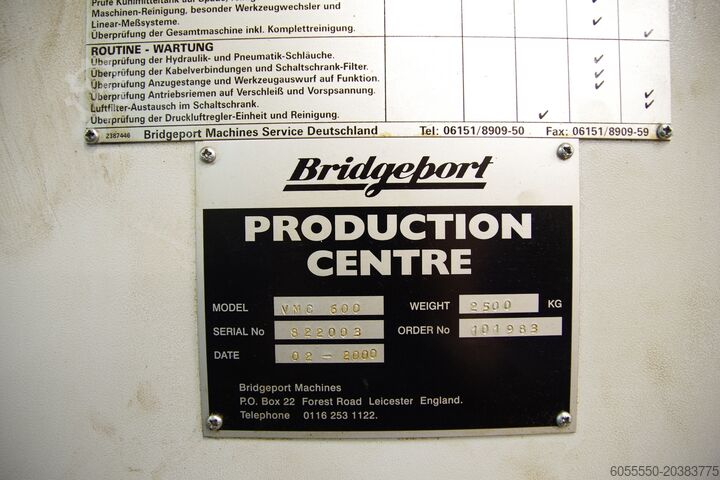 Maschinen-Reinigung, besonder Werkzeugwechsler und
Linear-Meßsysteme.
Überprüfung der Gesamtmaschine inkl. Komplettreinigung.
ROUTINE - WARTUNG
Überprüfung der Hydraulik- und Pneumatik-Schläuche.
Überprüfung der Kabelverbindungen und Schaltschrank-Filter.
Überprüfung Anzugestange und Werkzeugauswurf auf Funktion.
Überprüfung Antriebsriemen auf Verschleiß und Vorspannung.
Luftfilter-Austausch im Schaltschrank.
Überprüfung der Druckluftregler-Einheit und Reinigung.
2387446 Bridgeport Machines Service Deutschland Tel: 06151/8909-50 Fax: 06151/8909-59
Bridgeport
PRODUCTION
CENTRE
MODEL VMC 600 WEIGHT 2500 KG
SERIAL No 822003 ORDER No 101983
DATE 02 - 2000
Bridgeport Machines
P.O. Box 22 Forest Road Leicester England.
Telephone 0116 253 1122.
6055550-20383775